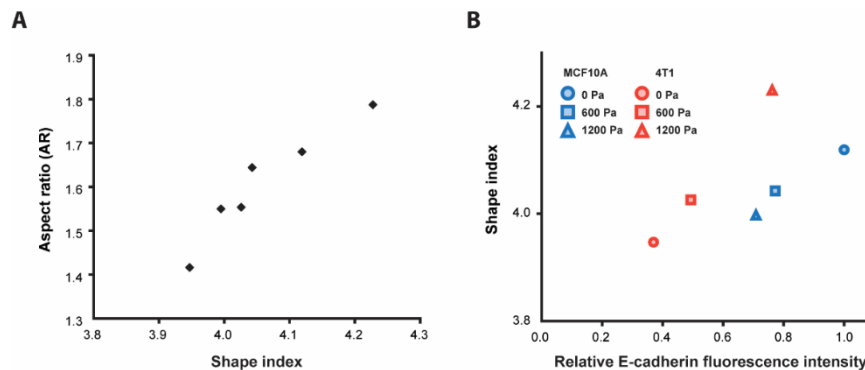 A
Aspect ratio (AR)
1.9
1.8
1.7
1.6
1.5
1.4
1.3
3.8 3.9 4.0 4.1 4.2 4.3
Shape index
B
Shape index
4.2
4.0
3.8
MCF10A 4T1
0 Pa 0 Pa
600 Pa 600 Pa
1200 Pa 1200 Pa
0.0 0.2 0.4 0.6 0.8 1.0
Relative E-cadherin fluorescence intensity